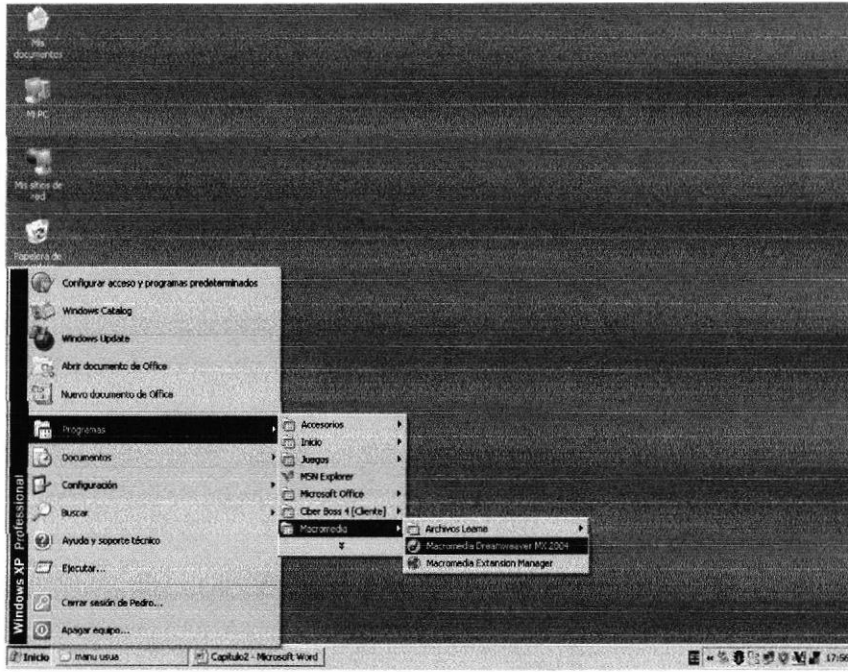 Mis
documentos
Mi PC
Mis sitios de
red
Papelera de
Configurar acceso y programas predeterminados
Windows Catalog
Windows Update
Abrir documento de Office
Nuevo documento de Office
Programas
Documentos
Configuración
Buscar
Ayuda y soporte técnico
Ejecutar...
Cerrar sesión de Pedro...
Apagar equipo...
Windows XP Professional
Accesorios
Inicio
Juegos
MSN Explorer
Microsoft Office
Ciber Boss 4 [Cliente]
Macromedia
Archivos Leame
Macromedia Dreamweaver MX 2004
Macromedia Extension Manager
Inicio
manu usua
Capitulo2 - Microsoft Word
17:56